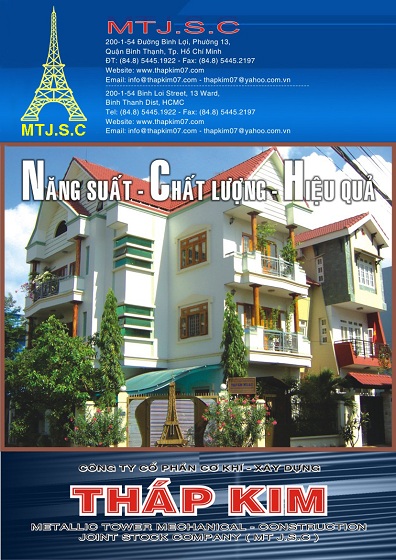 MTJ.S.C
MTJ.S.C
200-1-54 Đường Bình Lợi, Phường 13,
Quận Bình Thạnh, Tp. Hồ Chí Minh
ĐT: (84.8) 5445.1922 - Fax: (84.8) 5445.2197
Website: www.thapkim07.com
Email: info@thapkim07.com - thapkim07@yahoo.com.vn
200-1-54 Binh Loi Street, 13 Ward,
Binh Thanh Dist, HCMC
Tel: (84.8) 5445.1922 - Fax: (84.8) 5445.2197
Website: www.thapkim07.com
Email: info@thapkim07.com - thapkim07@yahoo.com.vn
NĂNG SUẤT - CHẤT LƯỢNG - HIỆU QUẢ
CÔNG TY CỔ PHẦN CƠ KHÍ - XÂY DỰNG
THÁP KIM
METALLIC TOWER MECHANICAL - CONSTRUCTION
JOINT STOCK COMPANY ( MT J.S.C )